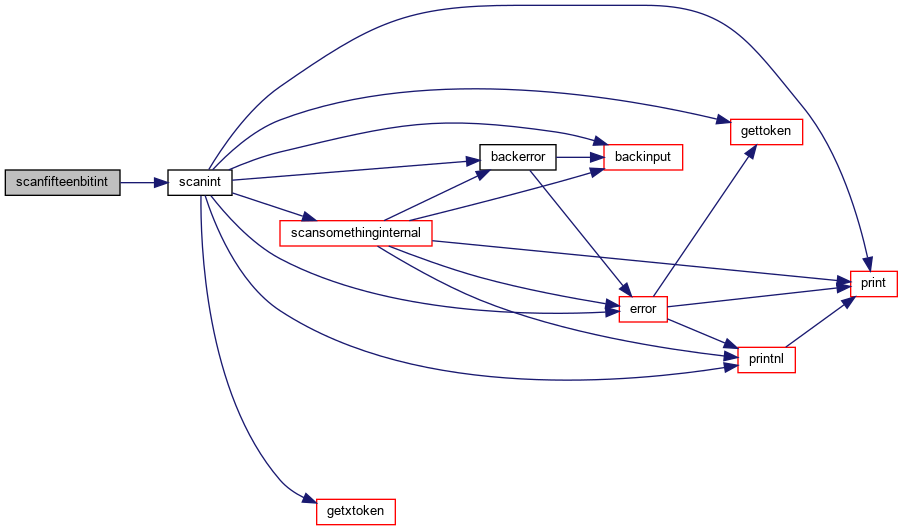 scanfifteenbitint
scanint
scansomethinginternal
backerror
backinput
gettoken
error
print
printnl
getxtoken